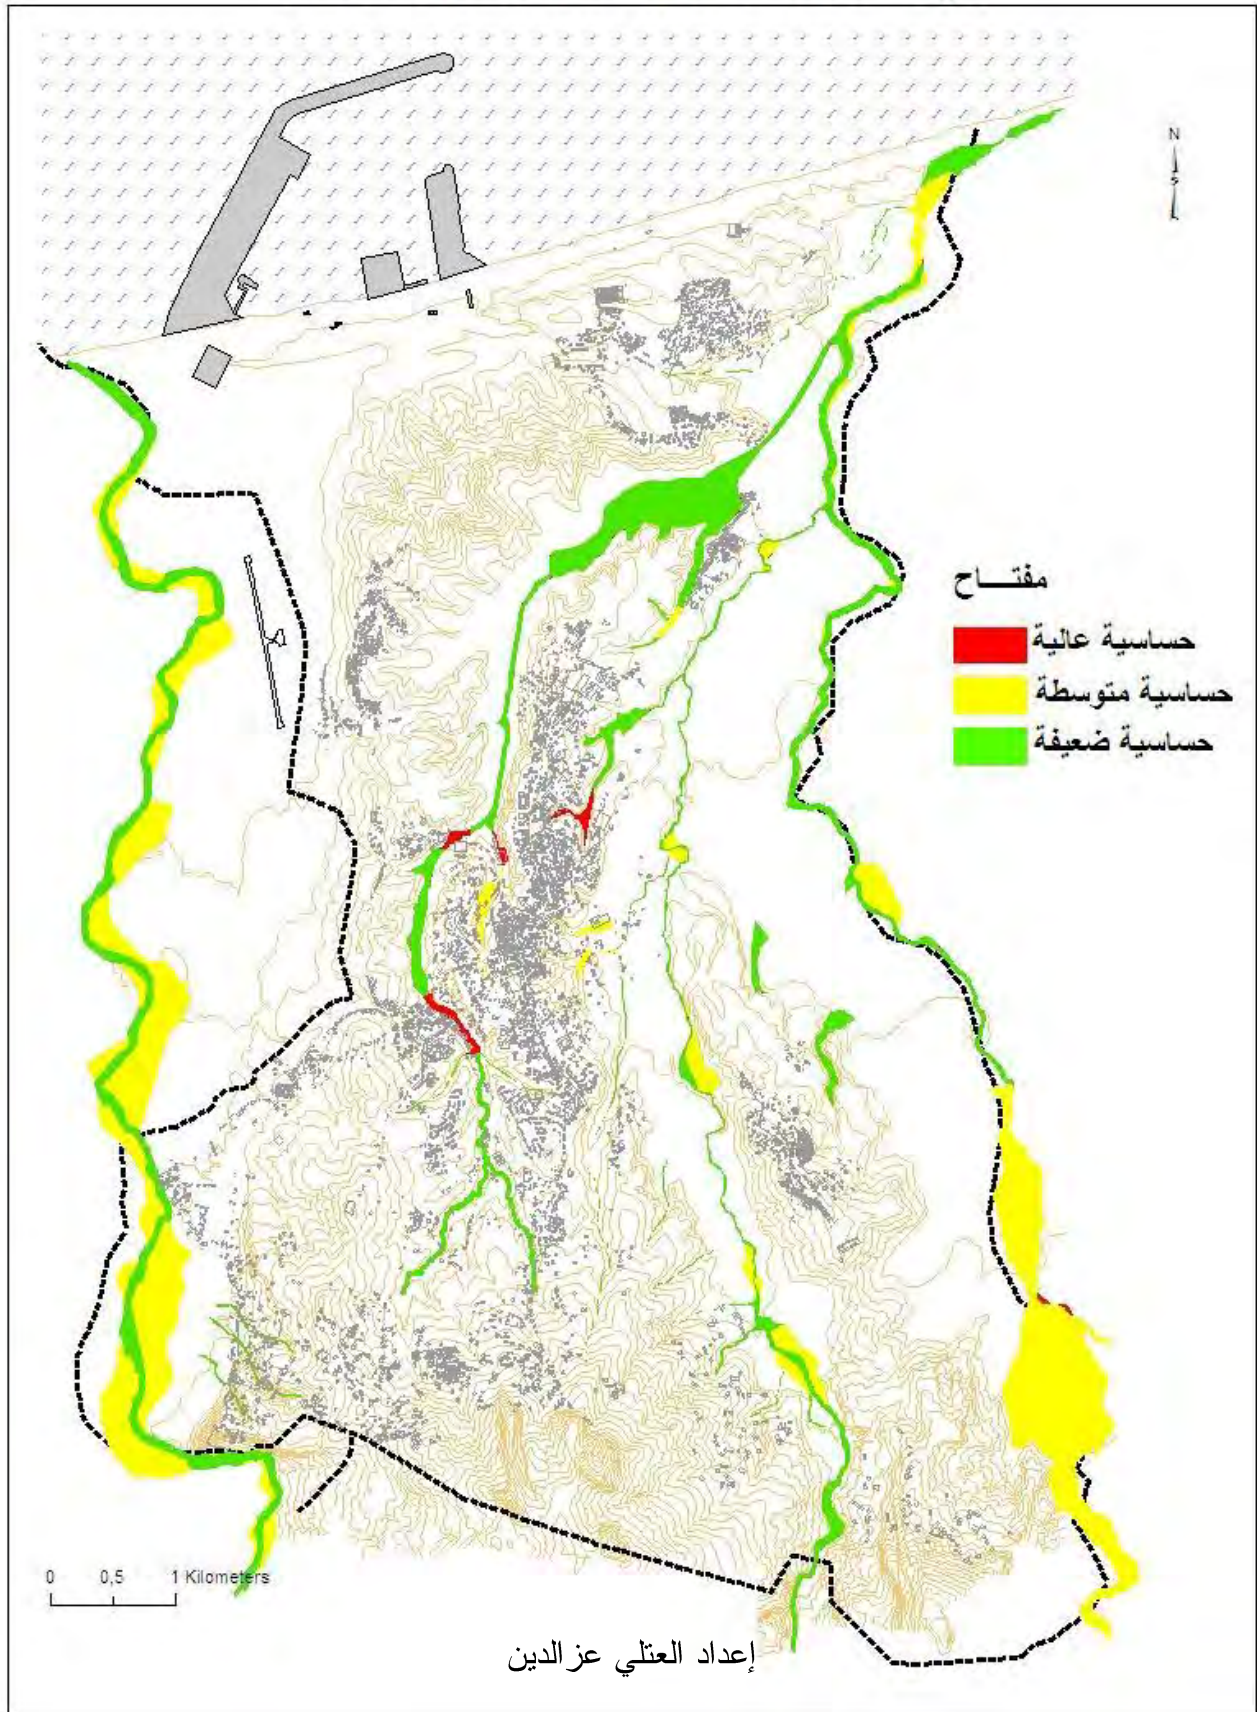 N
مفتـــاح
حساسية عالية
حساسية متوسطة
حساسية ضعيفة
0 0,5 1 Kilometers
إعداد العتلي عزالدين